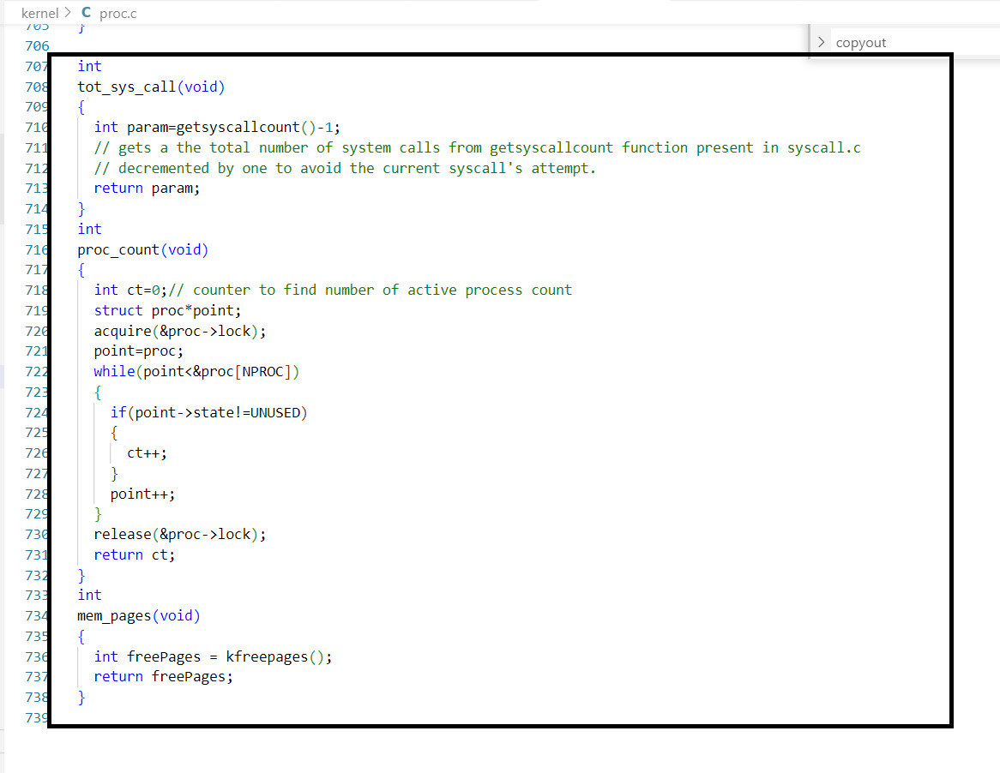 kernel > C proc.c
705 }
706
> copyout
707 int
708 tot_sys_call(void)
709 {
710 int param=getsyscallcount()-1;
711 // gets a the total number of system calls from getsyscallcount function present in syscall.c
712 // decremented by one to avoid the current syscall's attempt.
713 return param;
714 }
715 int
716 proc_count(void)
717 {
718 int ct=0;// counter to find number of active process count
719 struct proc*point;
720 acquire(&proc->lock);
721 point=proc;
722 while(point<&proc[NPROC])
723 {
724 if(point->state!=UNUSED)
725 {
726 ct++;
727 }
728 point++;
729 }
730 release(&proc->lock);
731 return ct;
732 }
733 int
734 mem_pages(void)
735 {
736 int freePages = kfreepages();
737 return freePages;
738 }
739